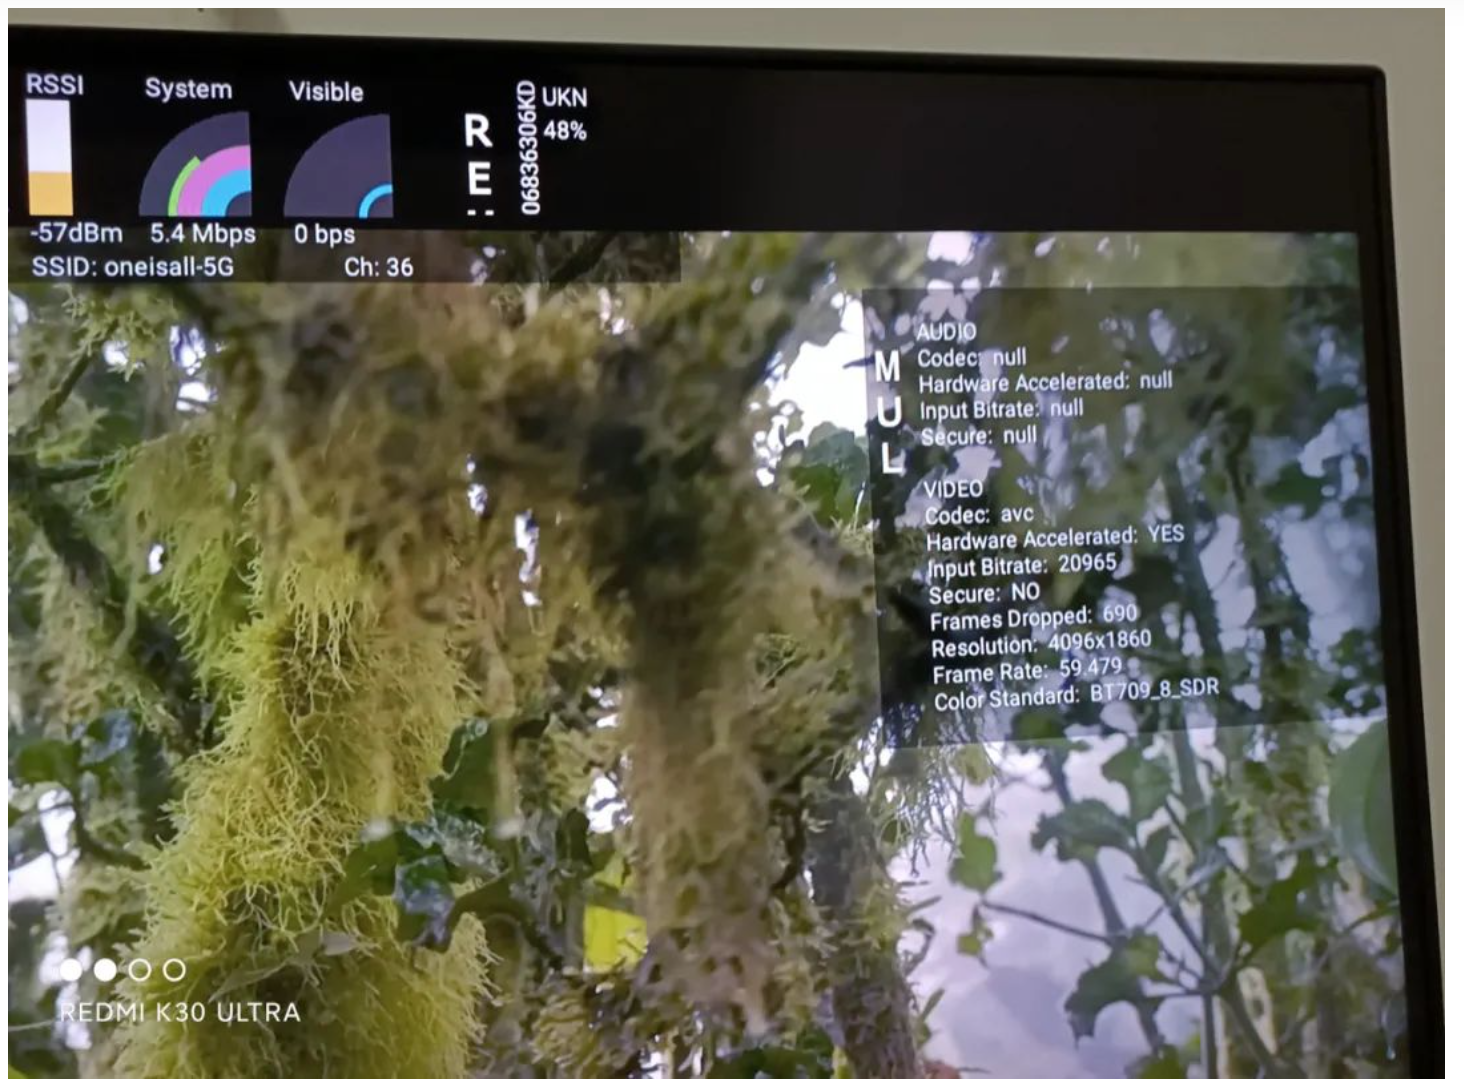 RSSI
System
Visible
-57dBm
5.4 Mbps
0 bps
SSID: oneisall-5G
Ch: 36
R
E
06836306KD
UKN
48%
M
U
L
AUDIO
Codec: null
Hardware Accelerated: null
Input Bitrate: null
Secure: null
VIDEO
Codec: avc
Hardware Accelerated: YES
Input Bitrate: 20965
Secure: NO
Frames Dropped: 690
Resolution: 4096x1860
Frame Rate: 59.479
Color Standard: BT709_8_SDR
REDMI K30 ULTRA